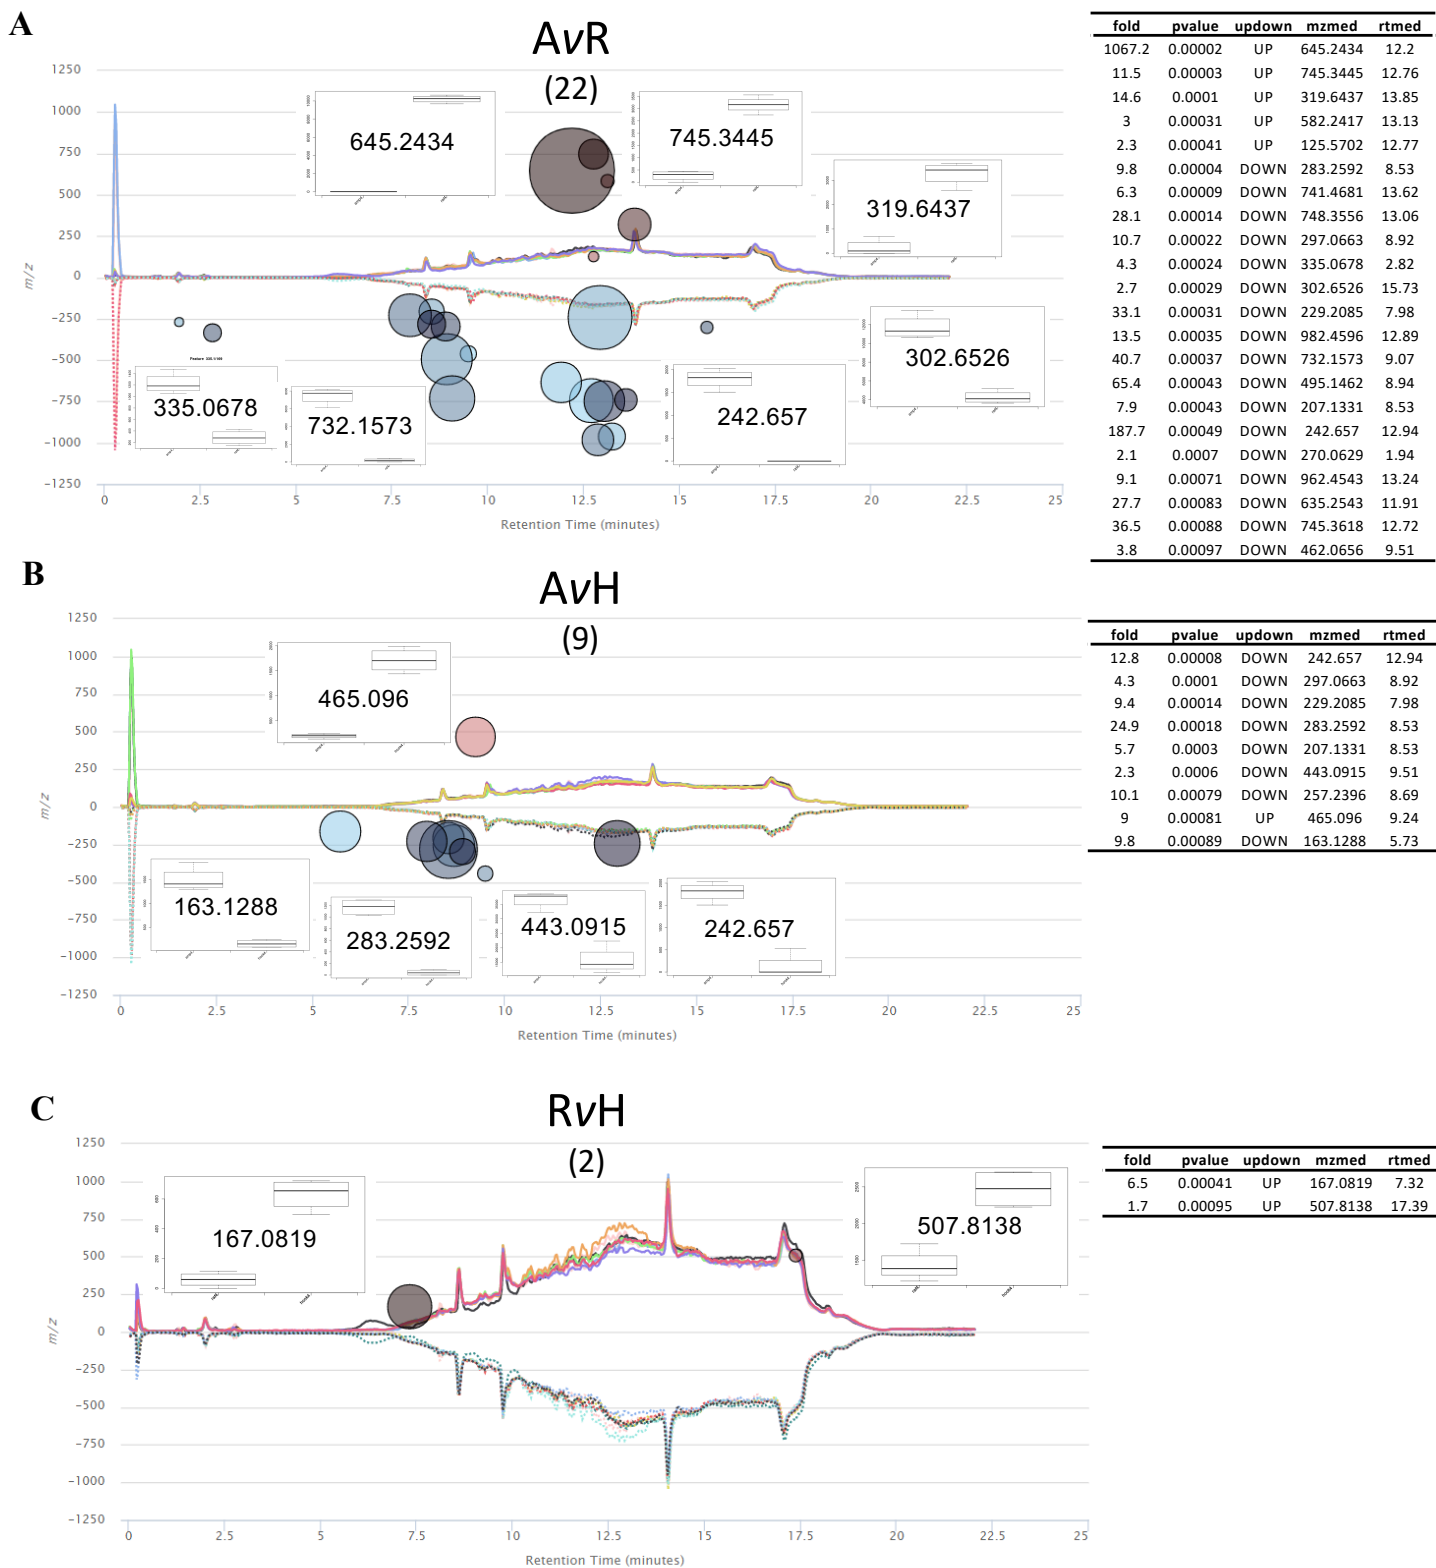 A
AvR
(22)
1250
1000
750
500
250
0
-250
-500
-750
-1000
-1250
m/z
0 2.5 5 7.5 10 12.5 15 17.5 20 22.5 25
Retention Time (minutes)
645.2434
745.3445
319.6437
302.6526
Feature 335.1/169
335.0678
732.1573
242.657
fold pvalue updown mzmed rtmed
1067.2 0.00002 UP 645.2434 12.2
11.5 0.00003 UP 745.3445 12.76
14.6 0.0001 UP 319.6437 13.85
3 0.00031 UP 582.2417 13.13
2.3 0.00041 UP 125.5702 12.77
9.8 0.00004 DOWN 283.2592 8.53
6.3 0.00009 DOWN 741.4681 13.62
28.1 0.00014 DOWN 748.3556 13.06
10.7 0.00022 DOWN 297.0663 8.92
4.3 0.00024 DOWN 335.0678 2.82
2.7 0.00029 DOWN 302.6526 15.73
33.1 0.00031 DOWN 229.2085 7.98
13.5 0.00035 DOWN 982.4596 12.89
40.7 0.00037 DOWN 732.1573 9.07
65.4 0.00043 DOWN 495.1462 8.94
7.9 0.00043 DOWN 207.1331 8.53
187.7 0.00049 DOWN 242.657 12.94
2.1 0.0007 DOWN 270.0629 1.94
9.1 0.00071 DOWN 962.4543 13.24
27.7 0.00083 DOWN 635.2543 11.91
36.5 0.00088 DOWN 745.3618 12.72
3.8 0.00097 DOWN 462.0656 9.51
B
AvH
(9)
1250
1000
750
500
250
0
-250
-500
-750
-1000
-1250
m/z
0 2.5 5 7.5 10 12.5 15 17.5 20 22.5 25
Retention Time (minutes)
465.096
163.1288
283.2592
443.0915
242.657
fold pvalue updown mzmed rtmed
12.8 0.00008 DOWN 242.657 12.94
4.3 0.0001 DOWN 297.0663 8.92
9.4 0.00014 DOWN 229.2085 7.98
24.9 0.00018 DOWN 283.2592 8.53
5.7 0.0003 DOWN 207.1331 8.53
2.3 0.0006 DOWN 443.0915 9.51
10.1 0.00079 DOWN 257.2396 8.69
9 0.00081 UP 465.096 9.24
9.8 0.00089 DOWN 163.1288 5.73
C
RvH
(2)
1250
1000
750
500
250
0
-250
-500
-750
-1000
-1250
m/z
0 2.5 5 7.5 10 12.5 15 17.5 20 22.5 25
Retention Time (minutes)
167.0819
507.8138
fold pvalue updown mzmed rtmed
6.5 0.00041 UP 167.0819 7.32
1.7 0.00095 UP 507.8138 17.39